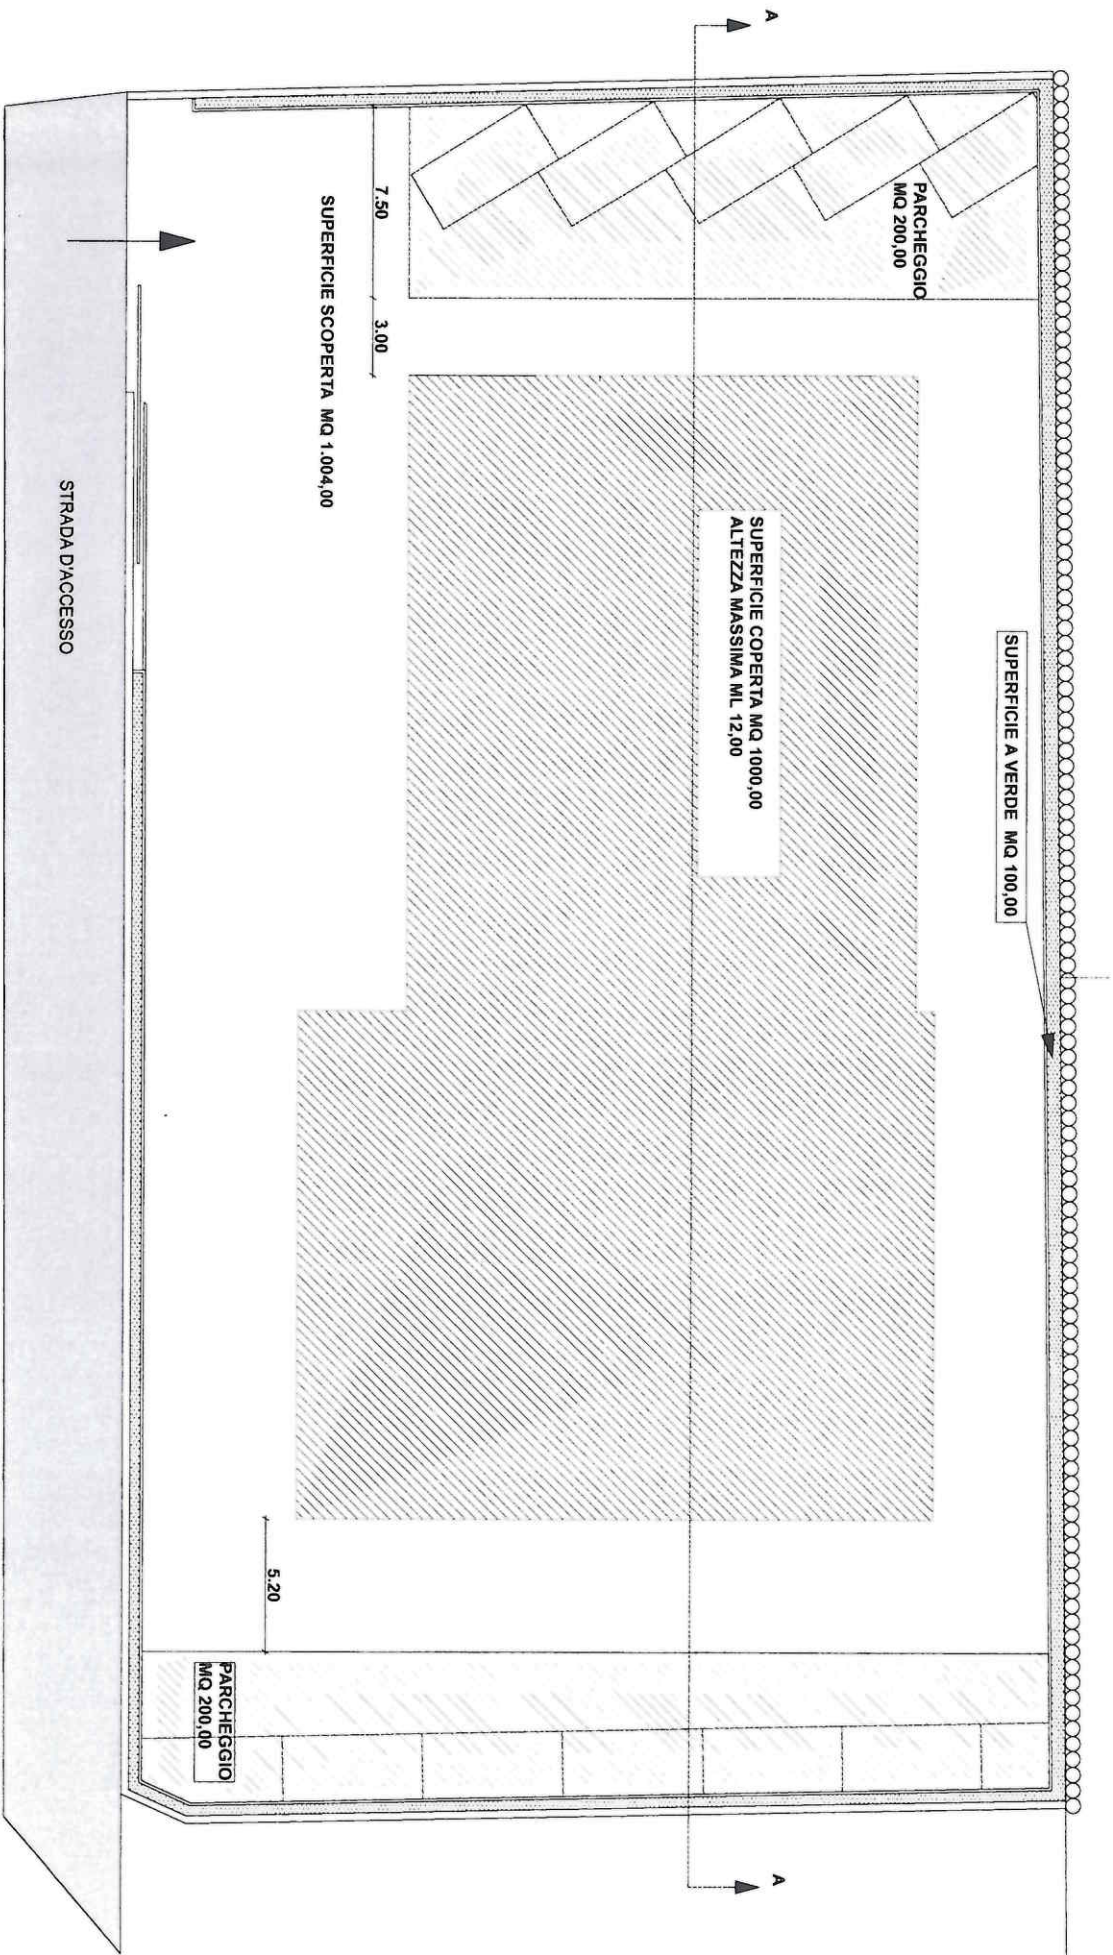 A
PARCHEGGIO
MQ 200,00
7.50
3.00
SUPERFICIE SCOPERTA MQ 1.004,00
SUPERFICIE COPERTA MQ 1000,00
ALTEZZA MASSIMA ML 12,00
SUPERFICIE A VERDE MQ 100,00
STRADA D'ACCESSO
5.20
PARCHEGGIO
MQ 200,00
A